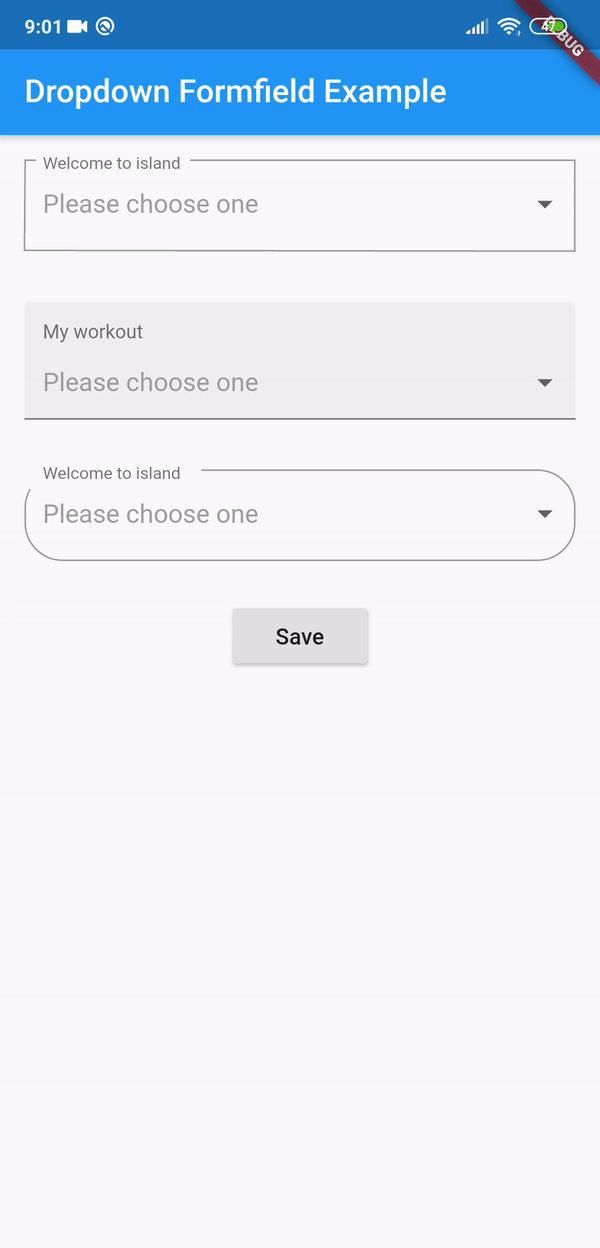 9:01
47
DEBUG
Dropdown Formfield Example
Welcome to island
Please choose one
My workout
Please choose one
Welcome to island
Please choose one
Save